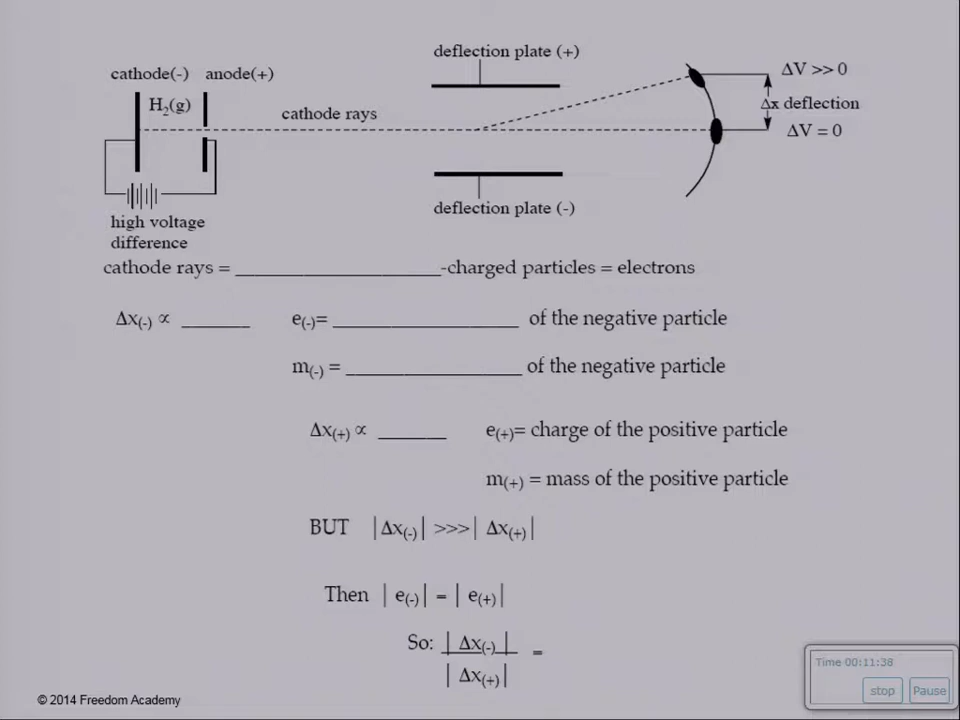 deflection plate (+)
cathode(-) anode(+)
ΔV >> 0
H₂(g)
Δx deflection
cathode rays
ΔV = 0
deflection plate (-)
high voltage
difference
cathode rays = ____________________-charged particles = electrons
Δx(-) ∝ _______ e(-)= ___________________ of the negative particle
m(-) = __________________ of the negative particle
Δx(+) ∝ _______ e(+)= charge of the positive particle
m(+) = mass of the positive particle
BUT |Δx(-)| >>> | Δx(+)|
Then | e(-)| = | e(+)|
So: | Δx(-) | =
| Δx(+)|
Time 00:11:38
stop Pause
© 2014 Freedom Academy